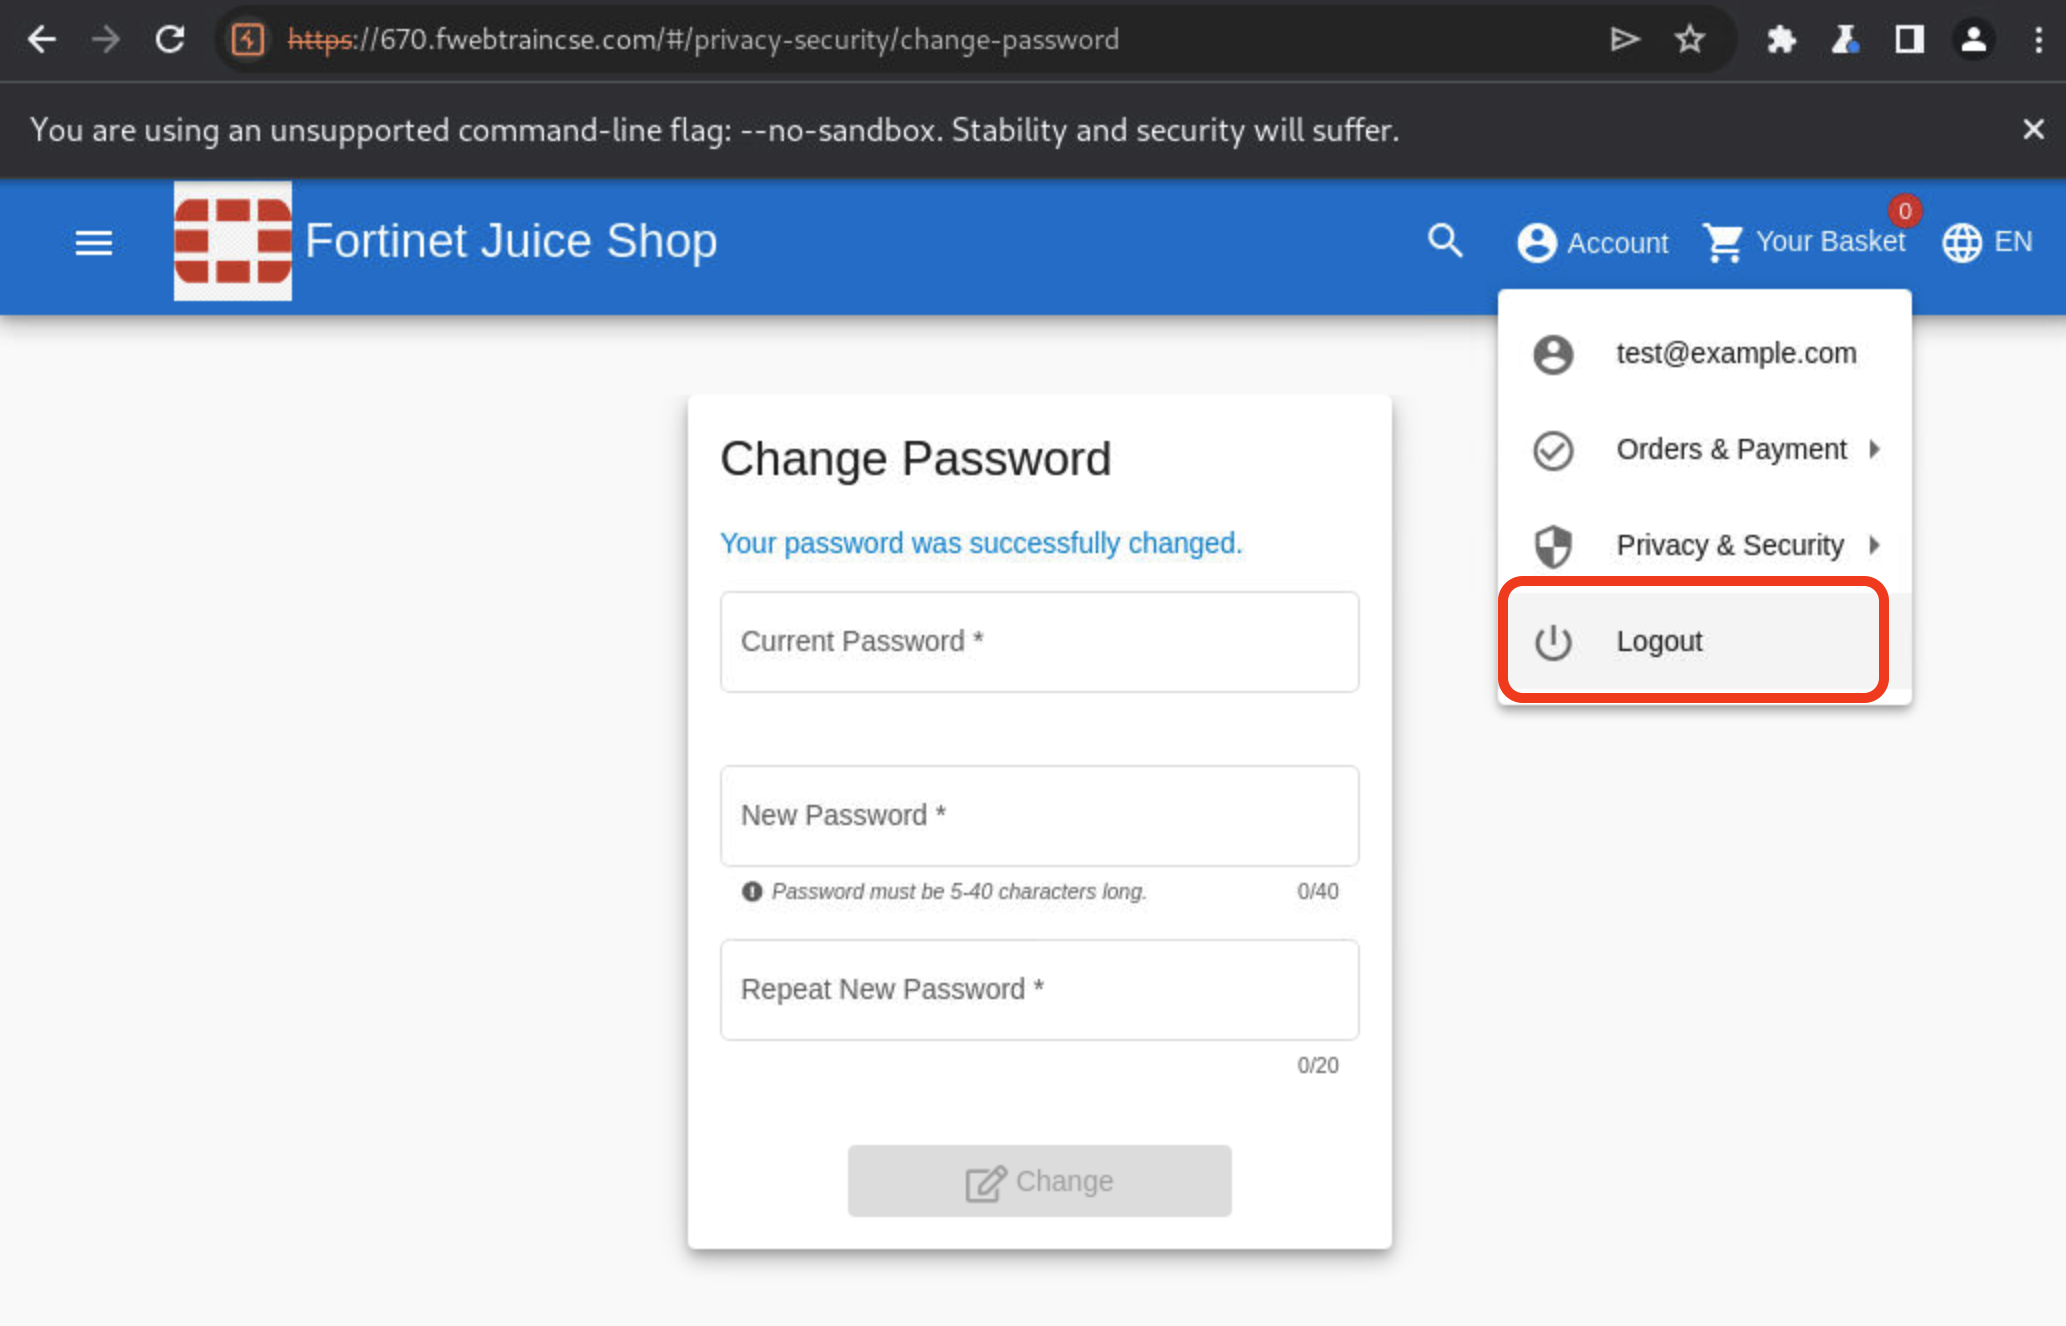 https://670.fwebtraincse.com/#/privacy-security/change-password
You are using an unsupported command-line flag: --no-sandbox. Stability and security will suffer.
Fortinet Juice Shop
Account
Your Basket
0
EN
test@example.com
Orders & Payment
Privacy & Security
Logout
Change Password
Your password was successfully changed.
Current Password *
New Password *
Password must be 5-40 characters long. 0/40
Repeat New Password *
0/20
Change